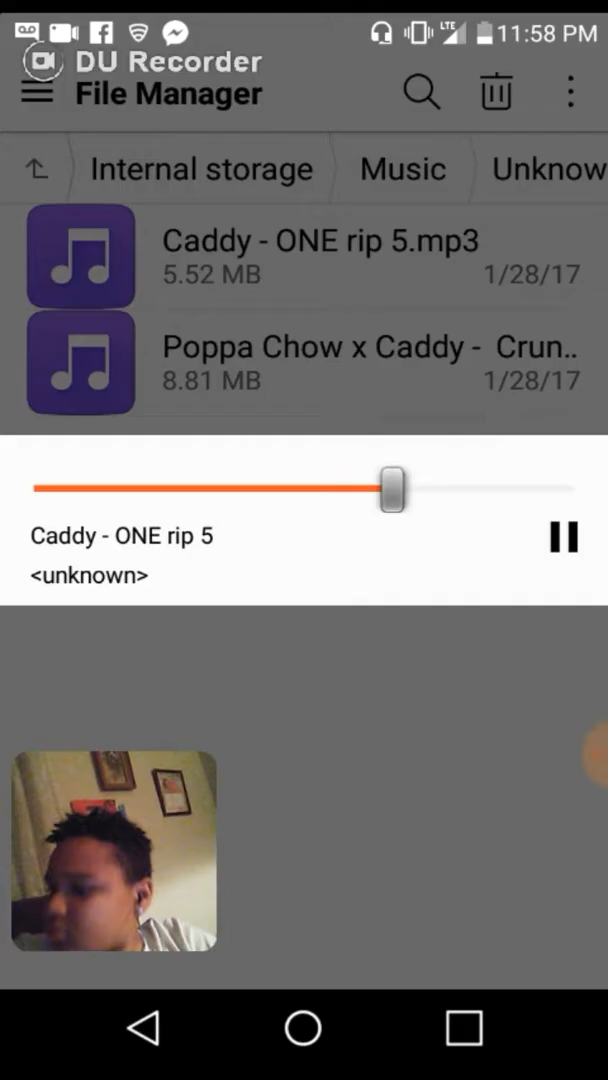 LTE 11:58 PM
DU Recorder
File Manager
Internal storage Music Unknow
Caddy - ONE rip 5.mp3
5.52 MB 1/28/17
Poppa Chow x Caddy - Crun..
8.81 MB 1/28/17
Caddy - ONE rip 5
<unknown>